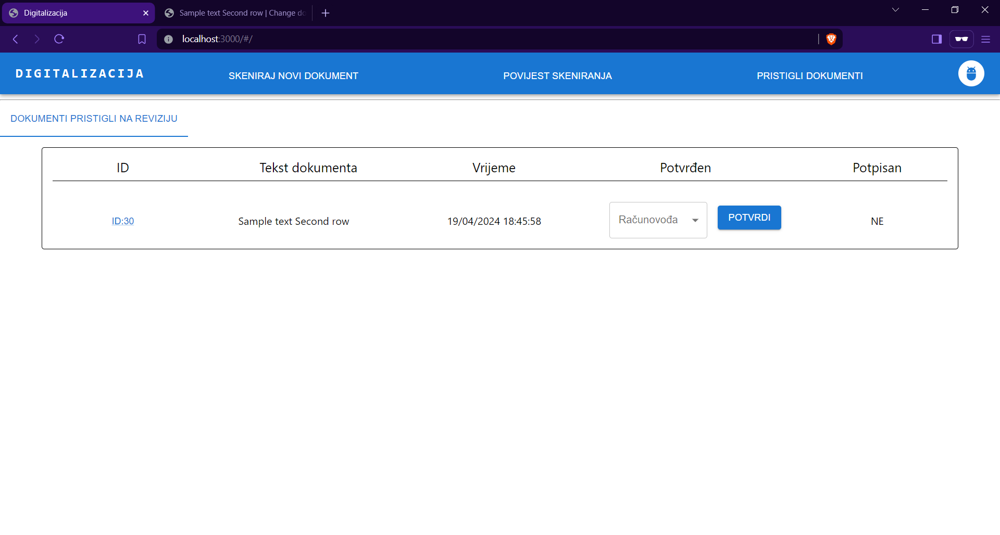 Digitalizacija
Sample text Second row | Change do
localhost:3000/#/
DIGITALIZACIJA
SKENIRAJ NOVI DOKUMENT
POVIJEST SKENIRANJA
PRISTIGLI DOKUMENTI
DOKUMENTI PRISTIGLI NA REVIZIJU
ID Tekst dokumenta Vrijeme Potvrđen Potpisan
ID:30 Sample text Second row 19/04/2024 18:45:58 Računovođa POTVRDI NE